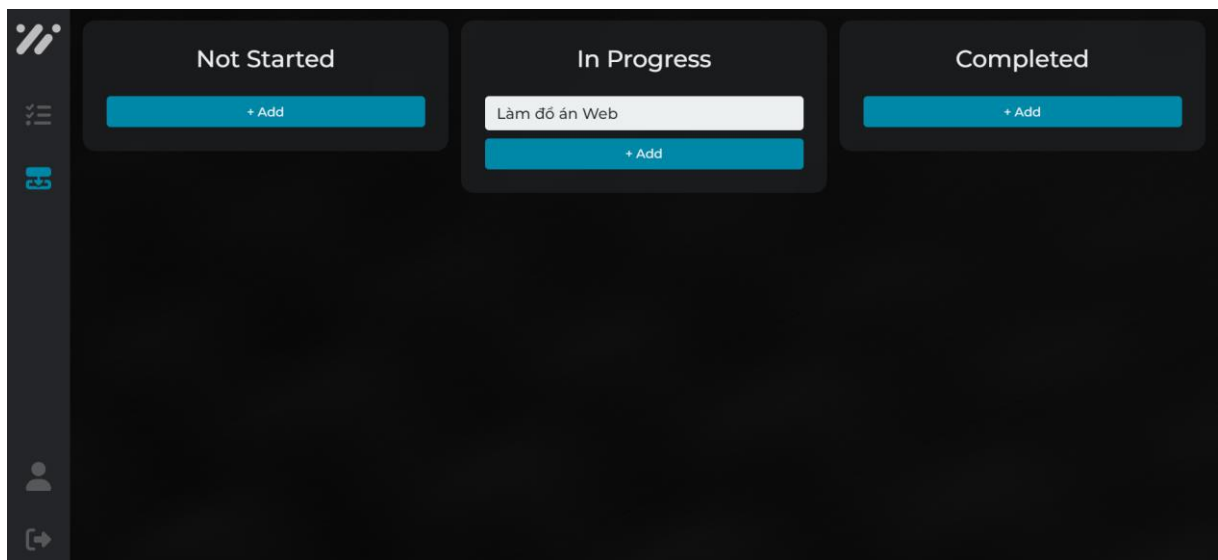 Not Started
+ Add
In Progress
Làm đồ án Web
+ Add
Completed
+ Add